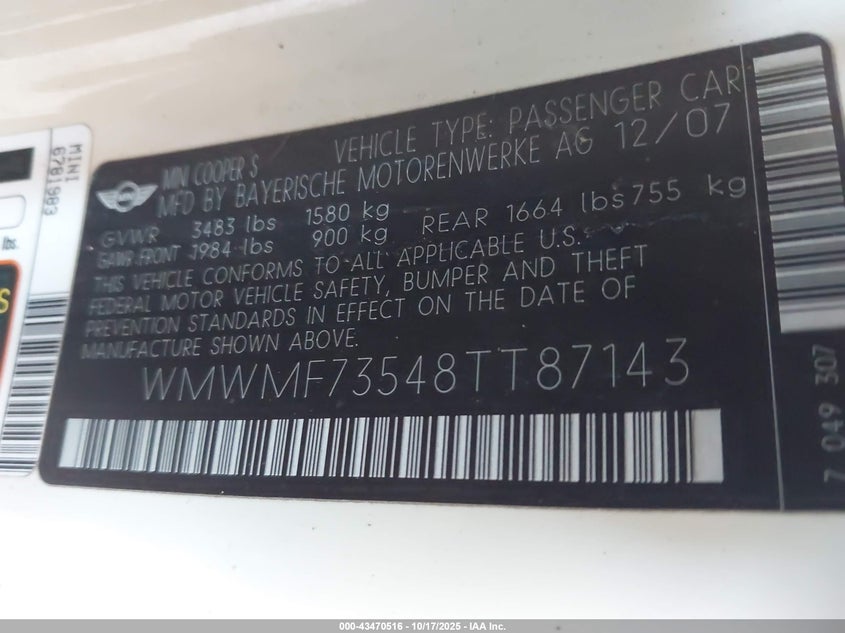 MINI
6781983
lbs.
S
MINI COOPER S VEHICLE TYPE: PASSENGER CAR
MFD BY BAYERISCHE MOTORENWERKE AG 12/07
GVWR 3483 lbs 1580 kg
GAWR FRONT 1984 lbs 900 kg REAR 1664 lbs 755 kg
THIS VEHICLE CONFORMS TO ALL APPLICABLE U.S.
FEDERAL MOTOR VEHICLE SAFETY, BUMPER AND THEFT
PREVENTION STANDARDS IN EFFECT ON THE DATE OF
MANUFACTURE SHOWN ABOVE.
WMWMF73548TT87143
7 049 307
000-43470516 - 10/17/2025 - IAA Inc.